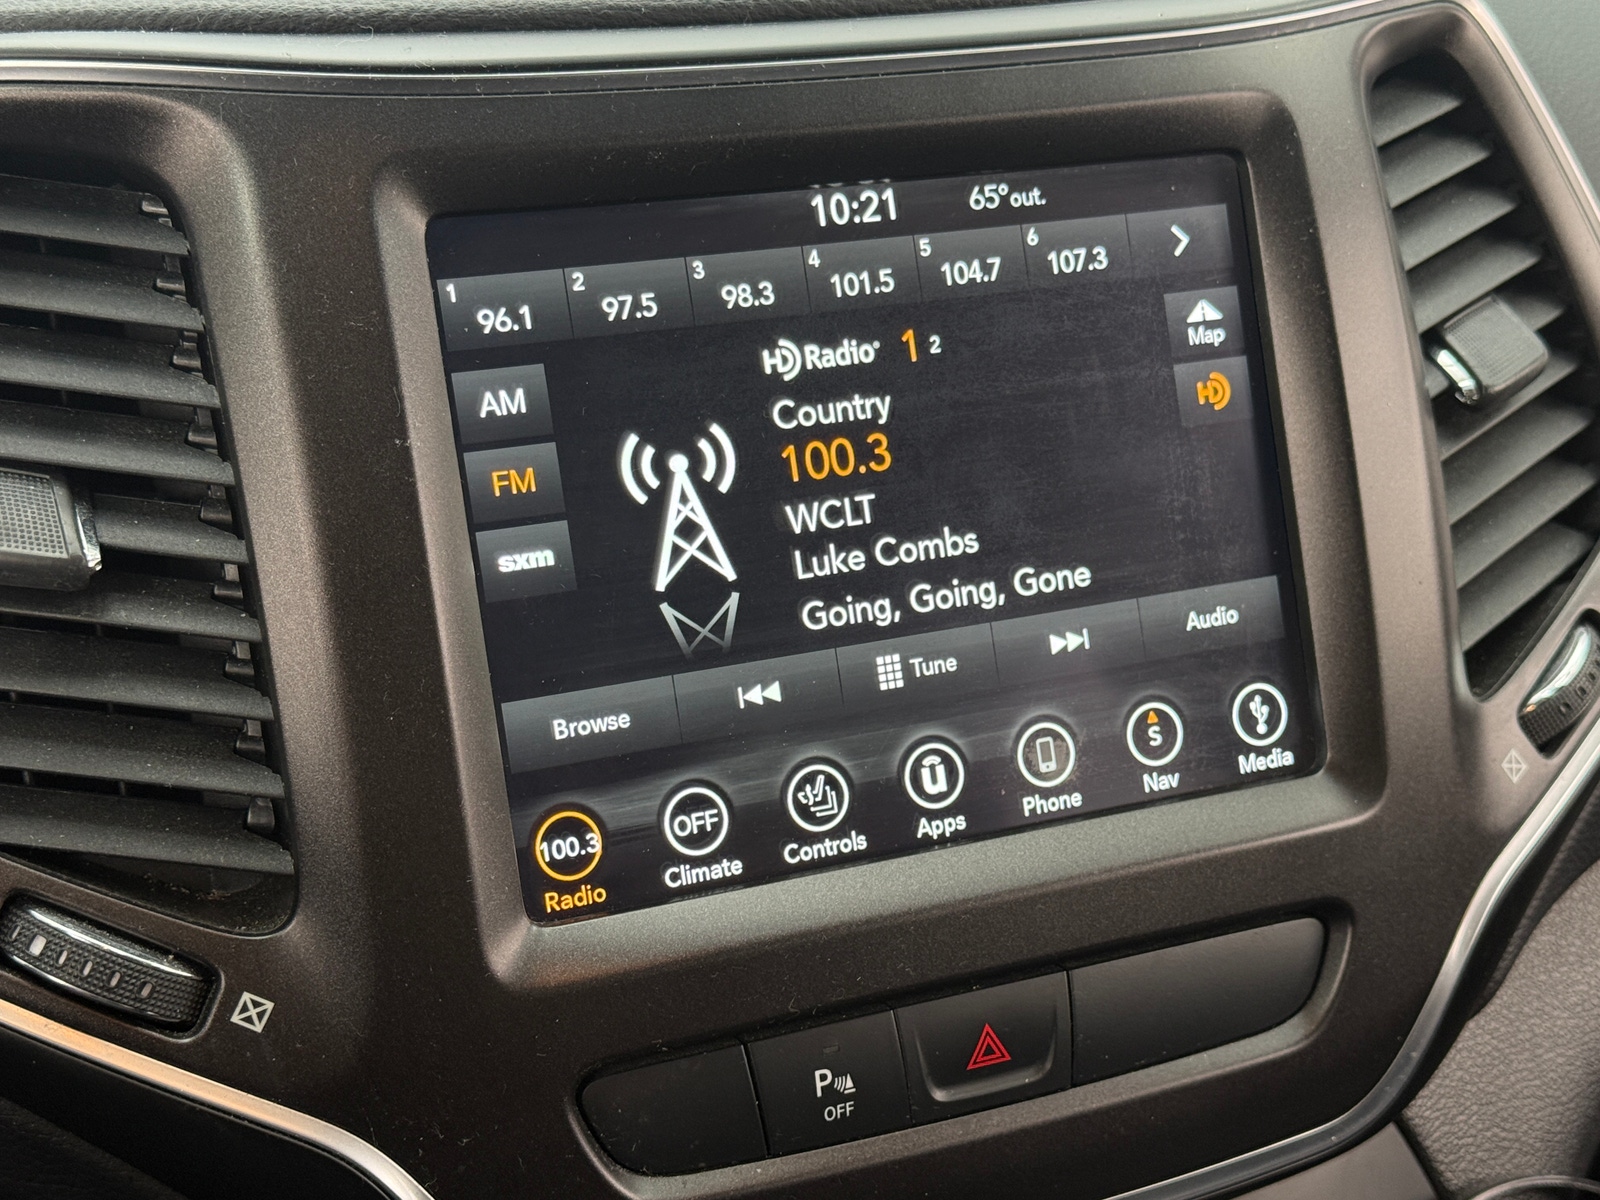 10:21 65° out.
1 96.1 2 97.5 3 98.3 4 101.5 5 104.7 6 107.3
HD Radio 1 2
Map
AM
HD
Country
100.3
FM
WCLT
sxm
Luke Combs
Going, Going, Gone
Browse Tune Audio
100.3 OFF S
Radio Climate Controls Apps Phone Nav Media
P
OFF